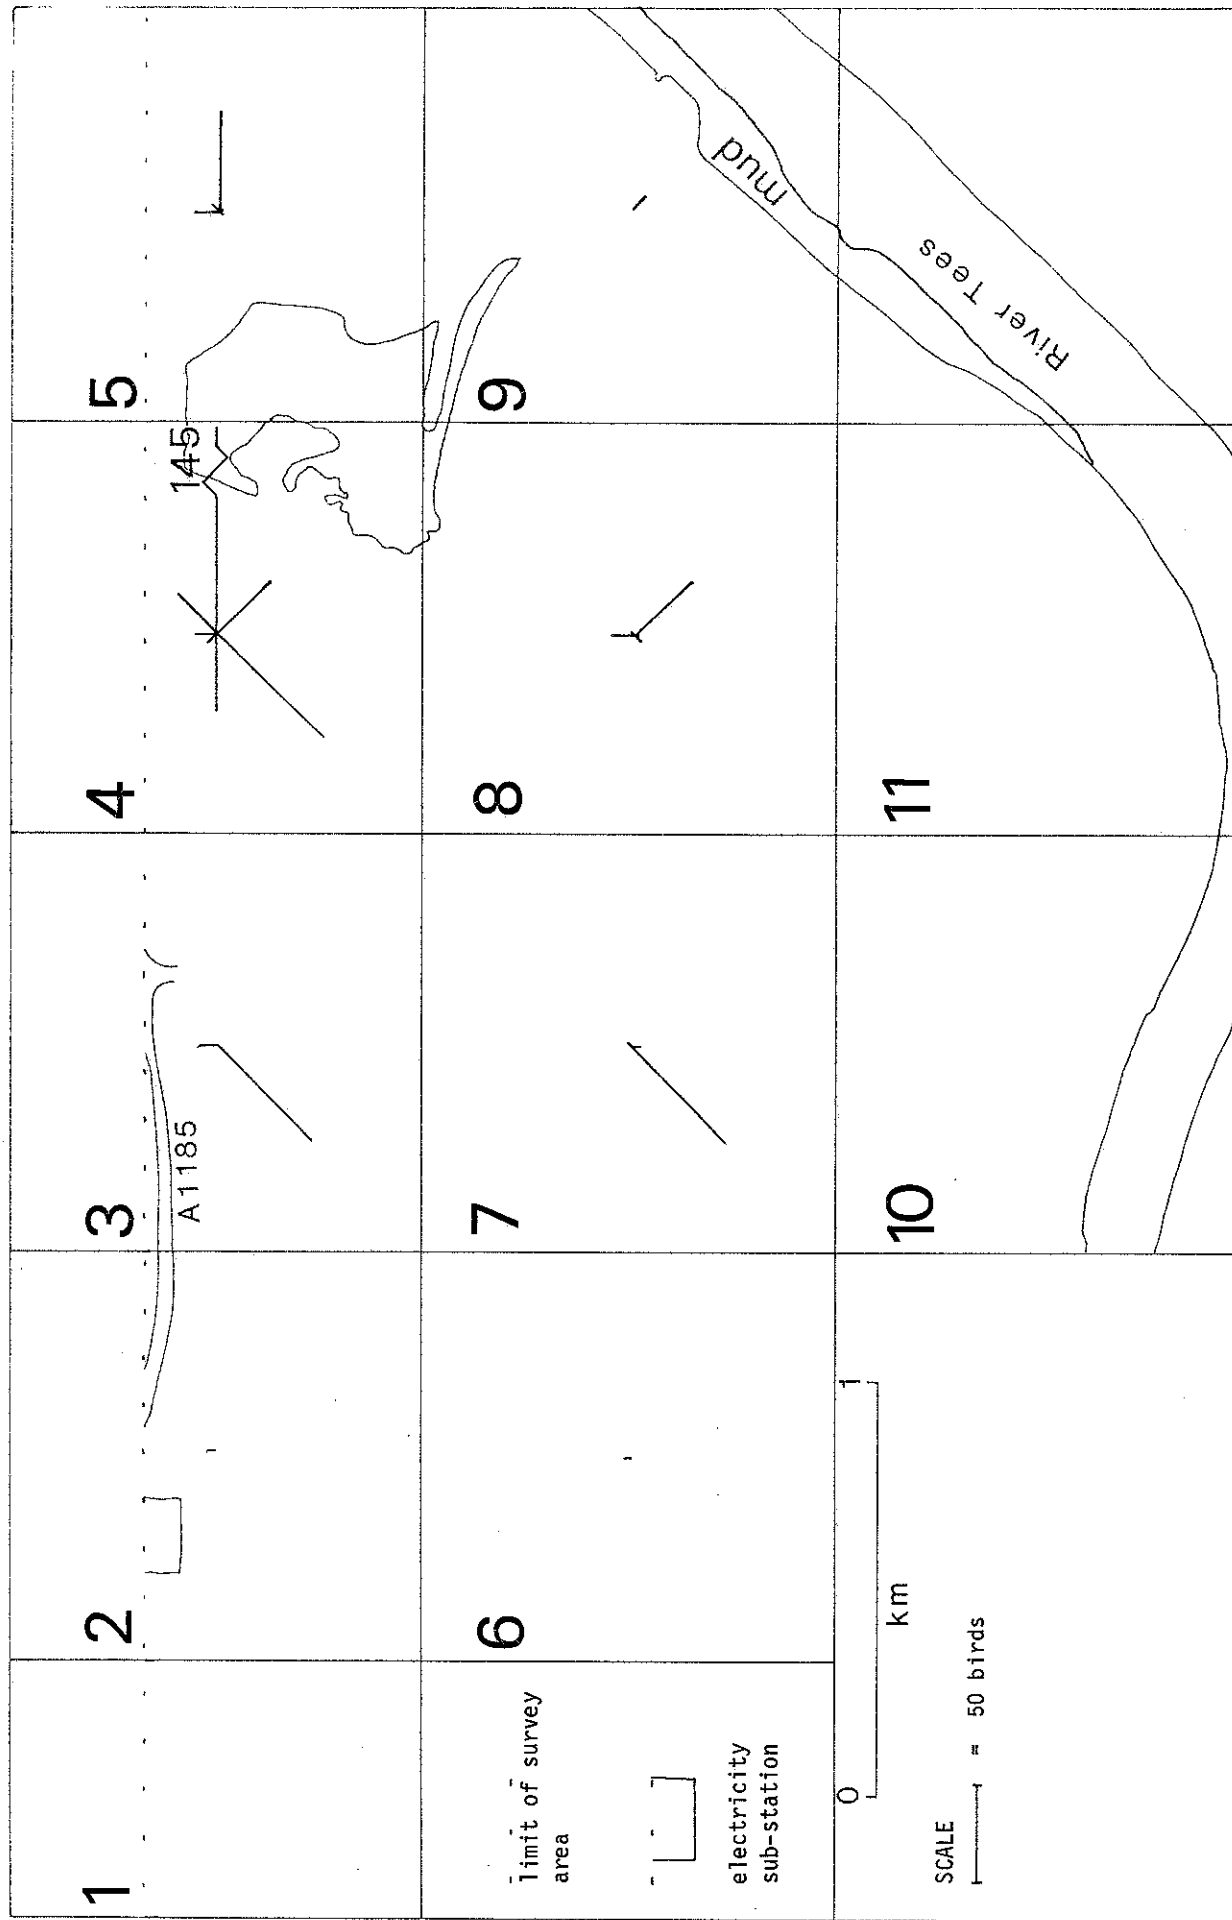 1
2
3
4
5
A1185
145
6
7
8
9
mud
River Tees
10
11
limit of survey
area
electricity
sub-station
0 1
km
SCALE
= 50 birds